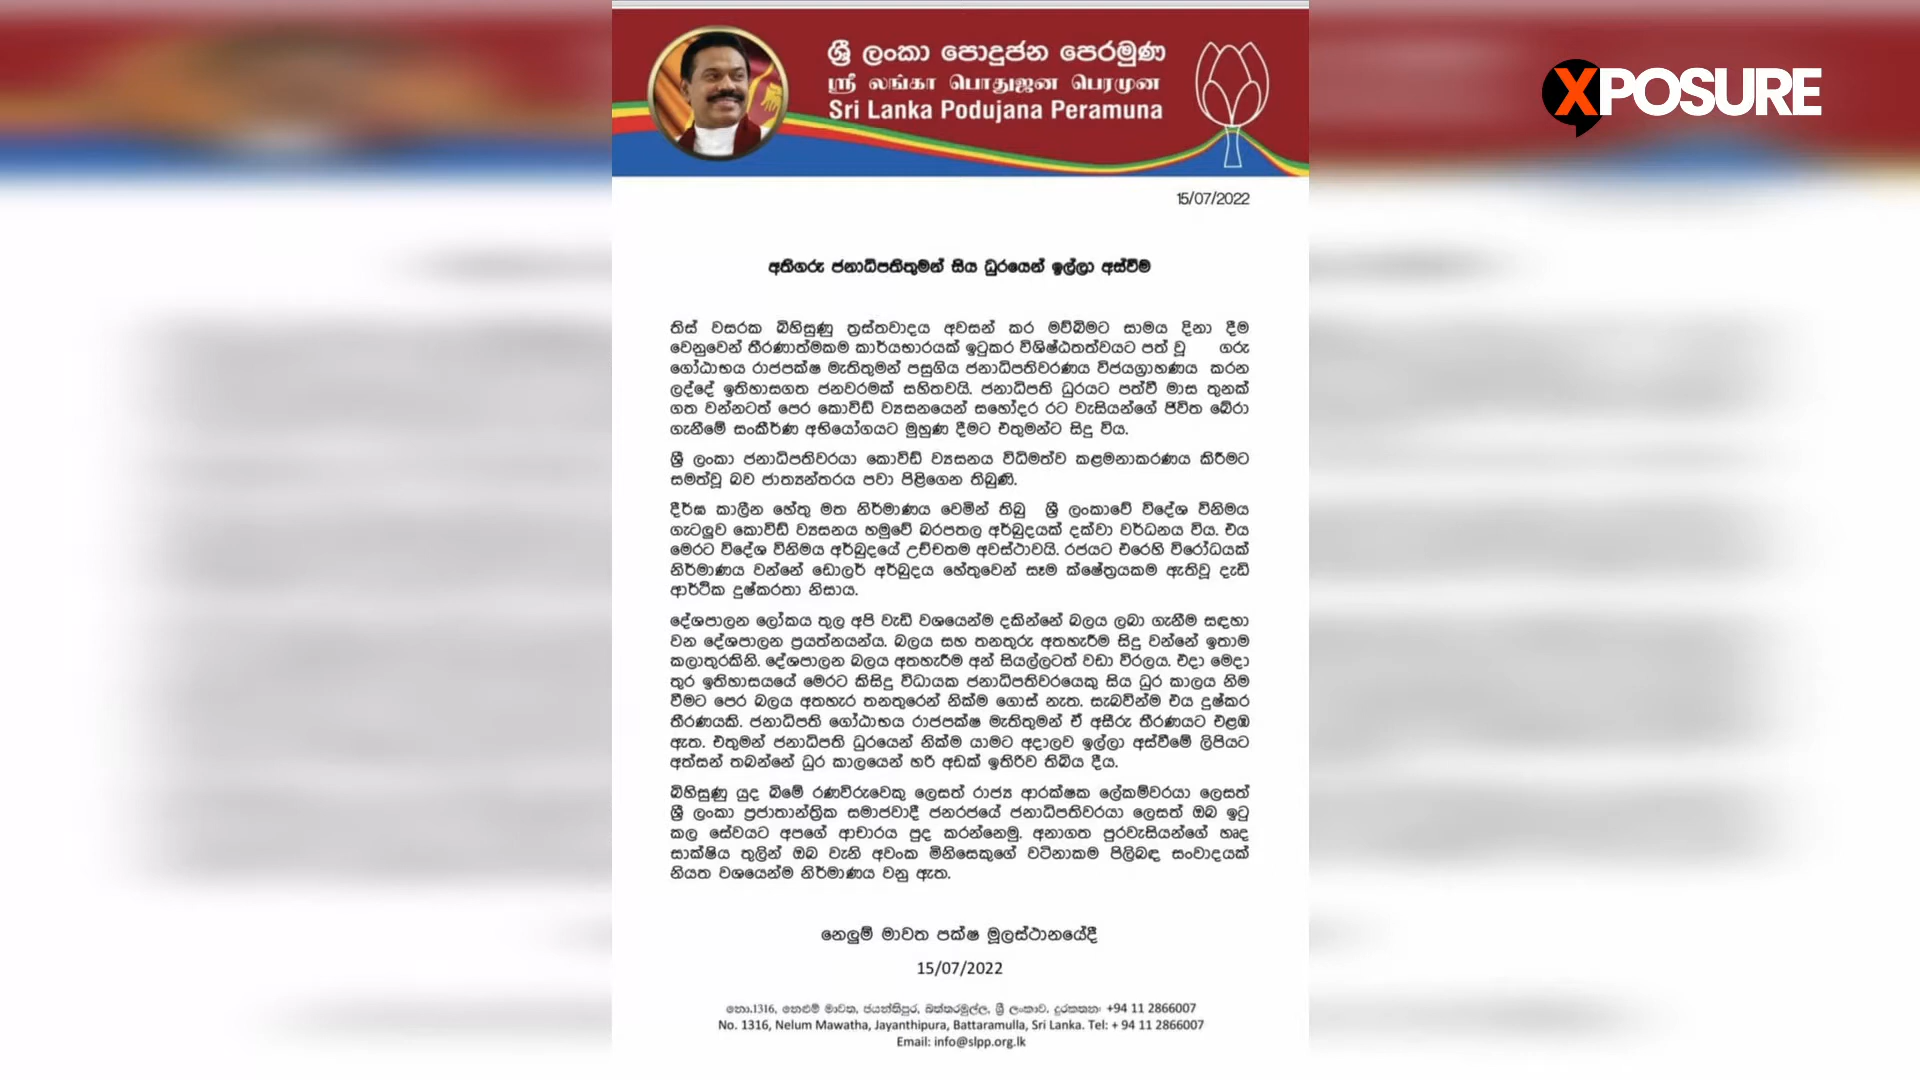 ශ්‍රී ලංකා පොදුජන පෙරමුණ
ஸ்ரீ லங்கா பொதுஜன பெரமுன
Sri Lanka Podujana Peramuna
XPOSURE
15/07/2022
අතිගරු ජනාධිපතිතුමන් සිය ධුරයෙන් ඉල්ලා අස්වීම
තිස් වසරක බිහිසුණු ත්‍රස්තවාදය අවසන් කර මව්බිමට සාමය දිනා දීම
වෙනුවෙන් තීරණාත්මකම කාර්යභාරයක් ඉටුකර විශිෂ්ඨතත්වයට පත් වූ ගරු
ගෝඨාභය රාජපක්ෂ මැතිතුමන් පසුගිය ජනාධිපතිවරණය විජයග්‍රාහණය කරන
ලද්දේ ඉතිහාසගත ජනවරමක් සහිතවයි. ජනාධිපති ධුරයට පත්වී මාස තුනක්
ගත වන්නටත් පෙර කොවිඩ් ව්‍යසනයෙන් සහෝදර රට වැසියන්ගේ ජිවිත බේරා
ගැනීමේ සංකීර්ණ අභියෝගයට මුහුණ දීමට එතුමන්ට සිදු විය.
ශ්‍රී ලංකා ජනාධිපතිවරයා කොවිඩ් ව්‍යසනය විධිමත්ව කළමනාකරණය කිරීමට
සමත්වූ බව ජාත්‍යන්තරය පවා පිළිගෙන තිබුණි.
දීර්ඝ කාලීන හේතු මත නිර්මාණය වෙමින් තිබු ශ්‍රී ලංකාවේ විදේශ විනිමය
ගැටලුව කොවිඩ් ව්‍යසනය හමුවේ බරපතල අර්බුදයක් දක්වා වර්ධනය විය. එය
මෙරට විදේශ විනිමය අර්බුදයේ උච්චතම අවස්ථාවයි. රජයට එරෙහි විරෝධයක්
නිර්මාණය වන්නේ ඩොලර් අර්බුදය හේතුවෙන් සෑම ක්ෂේත්‍රයකම ඇතිවූ දැඩි
ආර්ථික දුෂ්කරතා නිසාය.
දේශපාලන ලෝකය තුල අපි වැඩි වශයෙන්ම දකින්නේ බලය ලබා ගැනීම සඳහා
වන දේශපාලන ප්‍රයත්නයන්ය. බලය සහ තනතුරු අතහැරීම සිදු වන්නේ ඉතාම
කලාතුරකිනි. දේශපාලන බලය අතහැරීම අන් සියල්ලටත් වඩා විරලය. එදා මෙදා
තුර ඉතිහාසයයේ මෙරට කිසිදු විධායක ජනාධිපතිවරයෙකු සිය ධුර කාලය නිම
වීමට පෙර බලය අතහැර තනතුරෙන් නික්ම ගොස් නැත. සැබවින්ම එය දුෂ්කර
තීරණයකි. ජනාධිපති ගෝඨාභය රාජපක්ෂ මැතිතුමන් ඒ අසීරු තීරණයට එළඹ
ඇත. එතුමන් ජනාධිපති ධුරයෙන් නික්ම යාමට අදාලව ඉල්ලා අස්වීමේ ලිපියට
අත්සන් තබන්නේ ධුර කාලයෙන් හරි අඩක් ඉතිරිව තිබිය දීය.
බිහිසුණු යුද බිමේ රණවිරුවෙකු ලෙසත් රාජ්‍ය ආරක්ෂක ලේකම්වරයා ලෙසත්
ශ්‍රී ලංකා ප්‍රජාතාන්ත්‍රික සමාජවාදී ජනරජයේ ජනාධිපතිවරයා ලෙසත් ඔබ ඉටු
කල සේවයට අපගේ ආචාරය පුද කරන්නෙමු. අනාගත පුරවැසියන්ගේ හෘද
සාක්ෂිය තුලින් ඔබ වැනි අවංක මිනිසෙකුගේ වටිනාකම පිලිබඳ සංවාදයක්
නියත වශයෙන්ම නිර්මාණය වනු ඇත.
නෙලුම් මාවත පක්ෂ මූලස්ථානයේදී
15/07/2022
නො.1316, නෙළුම් මාවත, ජයන්තිපුර, බත්තරමුල්ල, ශ්‍රී ලංකාව. දුරකතන: +94 11 2866007
No. 1316, Nelum Mawatha, Jayanthipura, Battaramulla, Sri Lanka. Tel: + 94 11 2866007
Email: info@slpp.org.lk